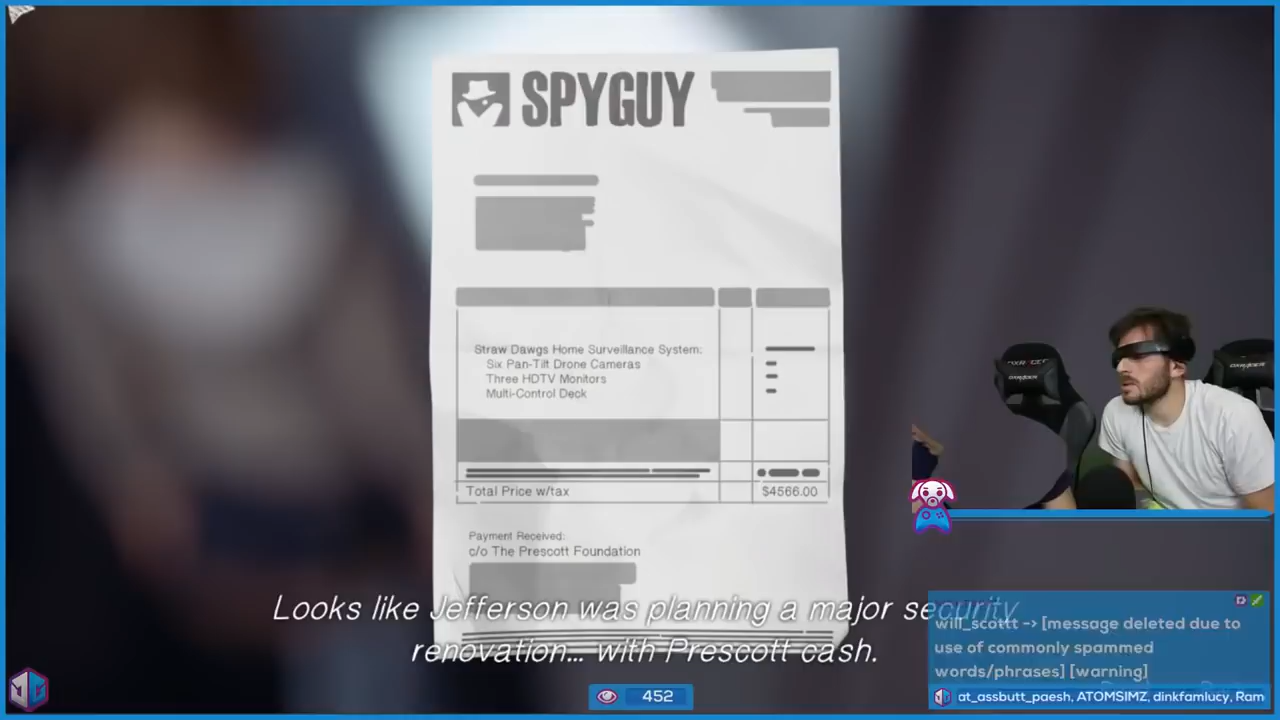 SPYGUY
Straw Dawgs Home Surveillance System:
Six Pan-Tilt Drone Cameras
Three HDTV Monitors
Multi-Control Deck
Total Price w/tax $4566.00
Payment Received:
c/o The Prescott Foundation
Looks like Jefferson was planning a major security
renovation... with Prescott cash.
will_scottt -> [message deleted due to
use of commonly spammed
words/phrases] [warning]
at_assbutt_paesh, ATOMSIMZ, dinkfamlucy, Ram
452